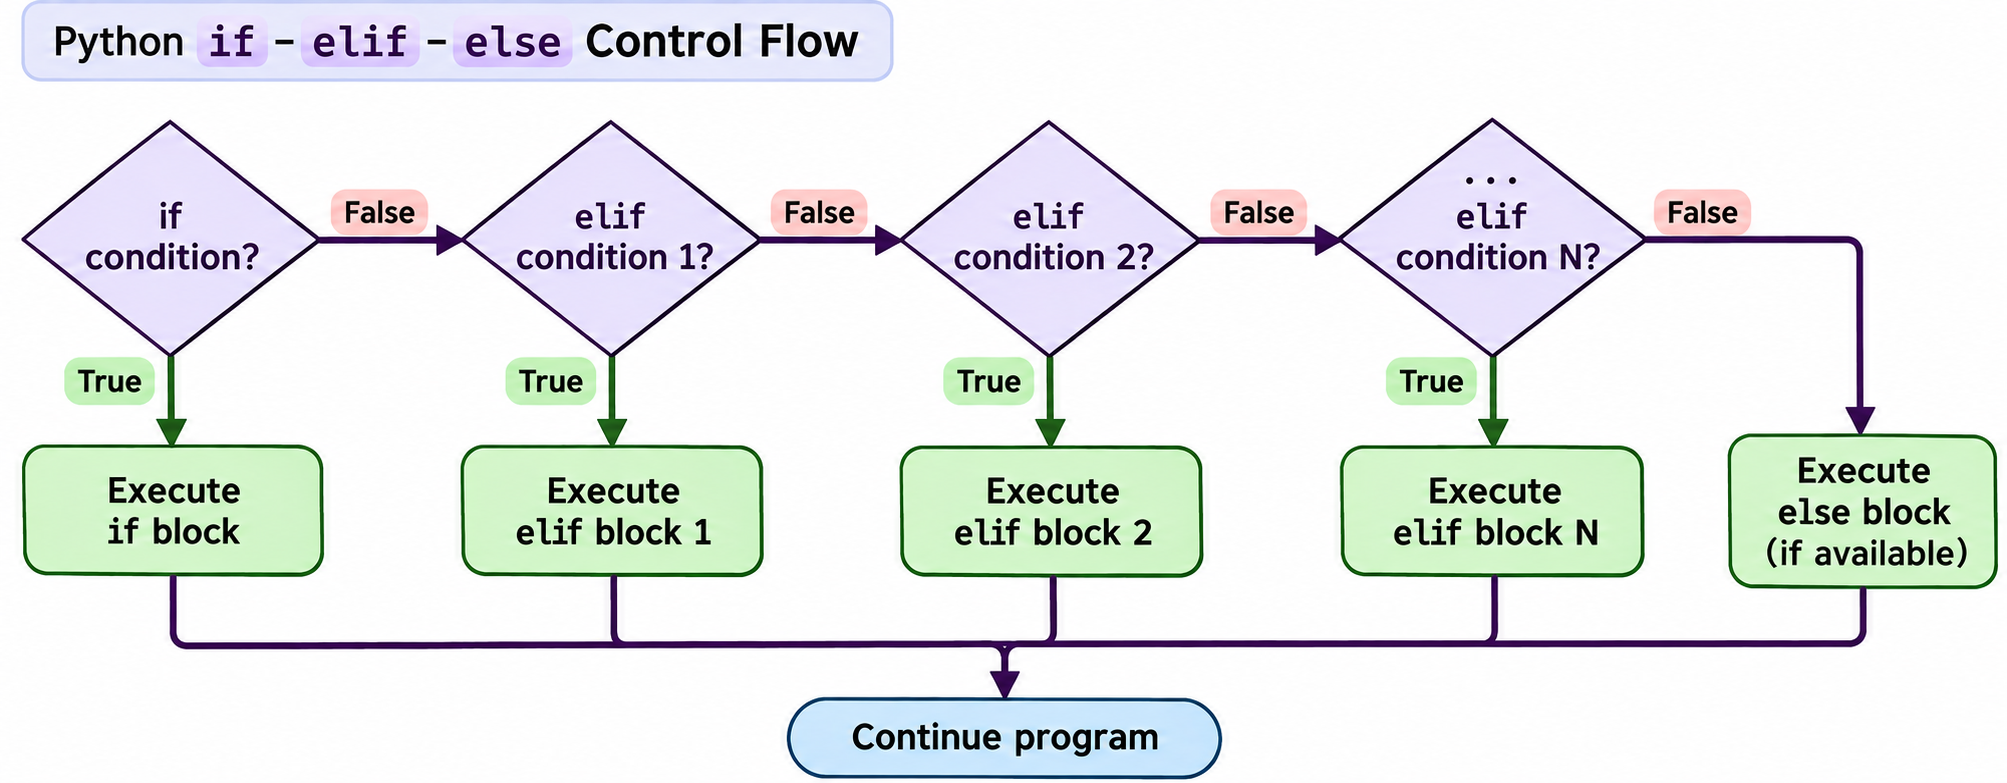 Python if - elif - else Control Flow
if
condition?
False
elif
condition 1?
False
elif
condition 2?
False
...
elif
condition N?
False
True
True
True
True
Execute
if block
Execute
elif block 1
Execute
elif block 2
Execute
elif block N
Execute
else block
(if available)
Continue program